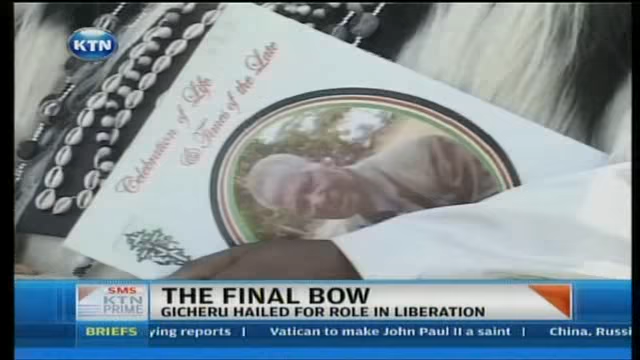 KTN
Celebration of Life
& Times of the Late
SMS
KTN
PRIME
THE FINAL BOW
GICHERU HAILED FOR ROLE IN LIBERATION
BRIEFS ying reports | Vatican to make John Paul II a saint | China, Russi